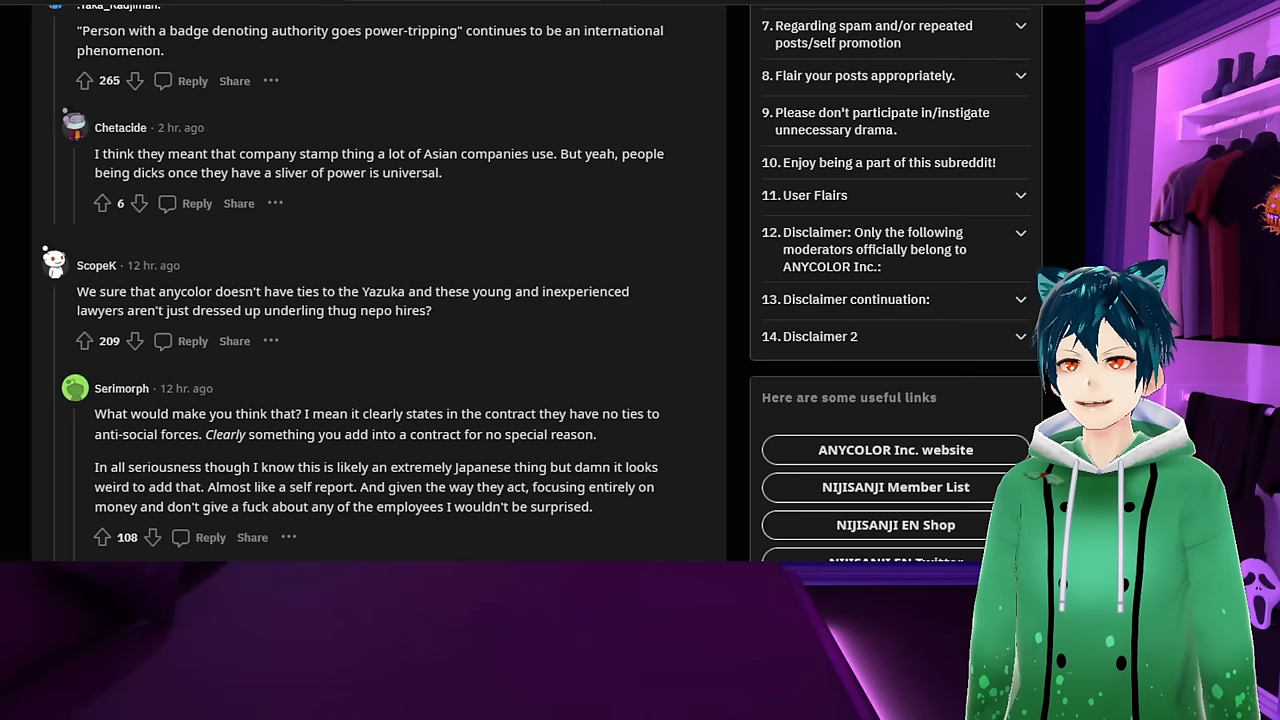 "Person with a badge denoting authority goes power-tripping" continues to be an international
phenomenon.
265 Reply Share
Chetacide · 2 hr. ago
I think they meant that company stamp thing a lot of Asian companies use. But yeah, people
being dicks once they have a sliver of power is universal.
6 Reply Share
ScopeK · 12 hr. ago
We sure that anycolor doesn't have ties to the Yazuka and these young and inexperienced
lawyers aren't just dressed up underling thug nepo hires?
209 Reply Share
Serimorph · 12 hr. ago
What would make you think that? I mean it clearly states in the contract they have no ties to
anti-social forces. Clearly something you add into a contract for no special reason.
In all seriousness though I know this is likely an extremely Japanese thing but damn it looks
weird to add that. Almost like a self report. And given the way they act, focusing entirely on
money and don't give a fuck about any of the employees I wouldn't be surprised.
108 Reply Share
7. Regarding spam and/or repeated
posts/self promotion
8. Flair your posts appropriately.
9. Please don't participate in/instigate
unnecessary drama.
10. Enjoy being a part of this subreddit!
11. User Flairs
12. Disclaimer: Only the following
moderators officially belong to
ANYCOLOR Inc.:
13. Disclaimer continuation:
14. Disclaimer 2
Here are some useful links
ANYCOLOR Inc. website
NIJISANJI Member List
NIJISANJI EN Shop
NIJISANJI EN Twitter